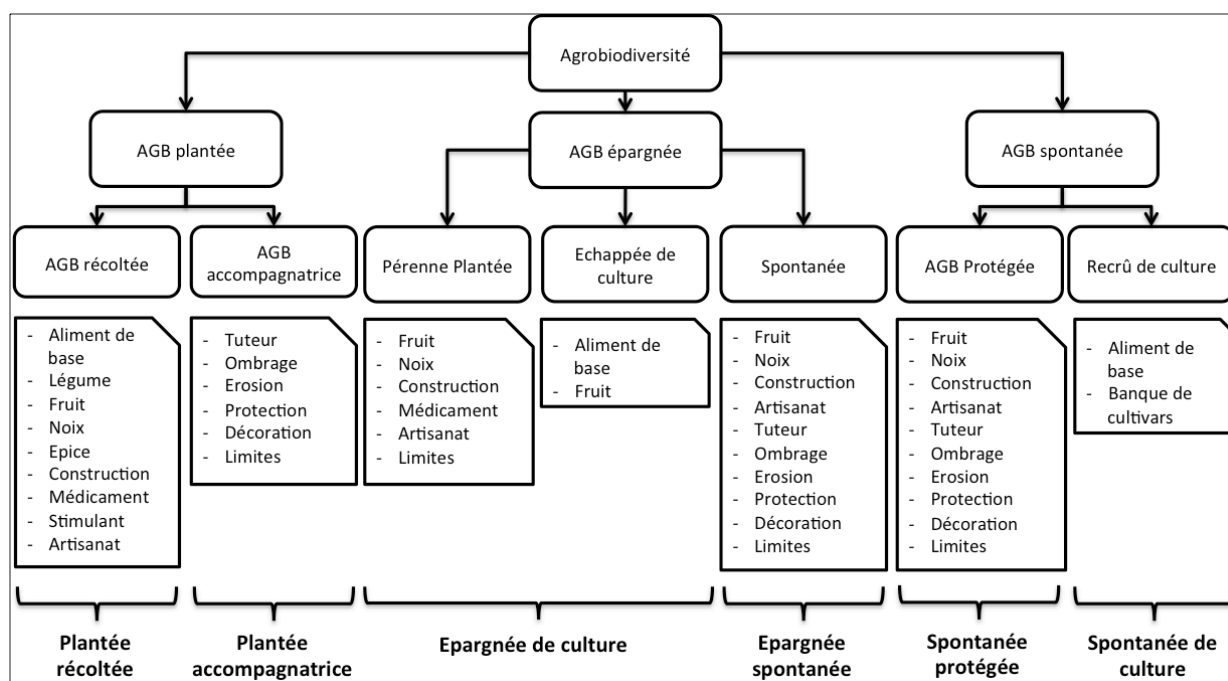 Agrobiodiversité
AGB plantée
AGB épargnée
AGB spontanée
AGB récoltée
AGB
accompagnatrice
Pérenne Plantée
Echappée de
culture
Spontanée
AGB Protégée
Recrû de culture
- Aliment de
base
- Légume
- Fruit
- Noix
- Epice
- Construction
- Médicament
- Stimulant
- Artisanat
- Tuteur
- Ombrage
- Erosion
- Protection
- Décoration
- Limites
- Fruit
- Noix
- Construction
- Médicament
- Artisanat
- Limites
- Aliment de
base
- Fruit
- Fruit
- Noix
- Construction
- Artisanat
- Tuteur
- Ombrage
- Erosion
- Protection
- Décoration
- Limites
- Fruit
- Noix
- Construction
- Artisanat
- Tuteur
- Ombrage
- Erosion
- Protection
- Décoration
- Limites
- Aliment de
base
- Banque de
cultivars
Plantée
récoltée
Plantée
accompagnatrice
Epargnée de culture
Epargnée
spontanée
Spontanée
protégée
Spontanée de
culture